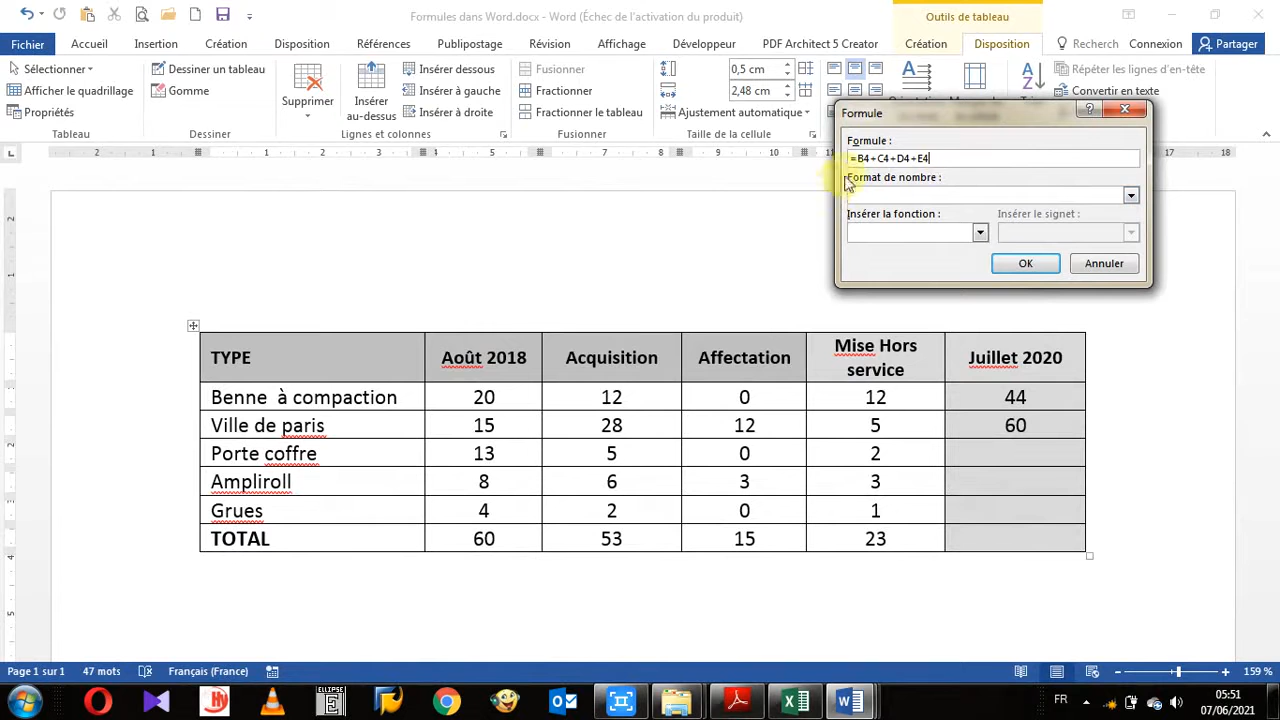 Formules dans Word.docx - Word (Échec de l'activation du produit)
Outils de tableau
Fichier Accueil Insertion Création Disposition Références Publipostage Révision Affichage Développeur PDF Architect 5 Creator Création Disposition Recherch Connexion Partager
Sélectionner
Afficher le quadrillage
Propriétés
Tableau
Dessiner un tableau
Gomme
Dessiner
Supprimer
Insérer au-dessus
Insérer dessous
Insérer à gauche
Insérer à droite
Lignes et colonnes
Fusionner
Fractionner
Fractionner le tableau
Fusionner
0,5 cm
2,48 cm
Ajustement automatique
Taille de la cellule
Répéter les lignes d'en-tête
Convertir en texte
Formule
Formule :
=B4+C4+D4+E4
Format de nombre :
Insérer la fonction : Insérer le signet :
OK Annuler
TYPE Août 2018 Acquisition Affectation Mise Hors service Juillet 2020
Benne à compaction 20 12 0 12 44
Ville de paris 15 28 12 5 60
Porte coffre 13 5 0 2
Ampliroll 8 6 3 3
Grues 4 2 0 1
TOTAL 60 53 15 23
Page 1 sur 1 47 mots Français (France) 159 %
FR 05:51
07/06/2021